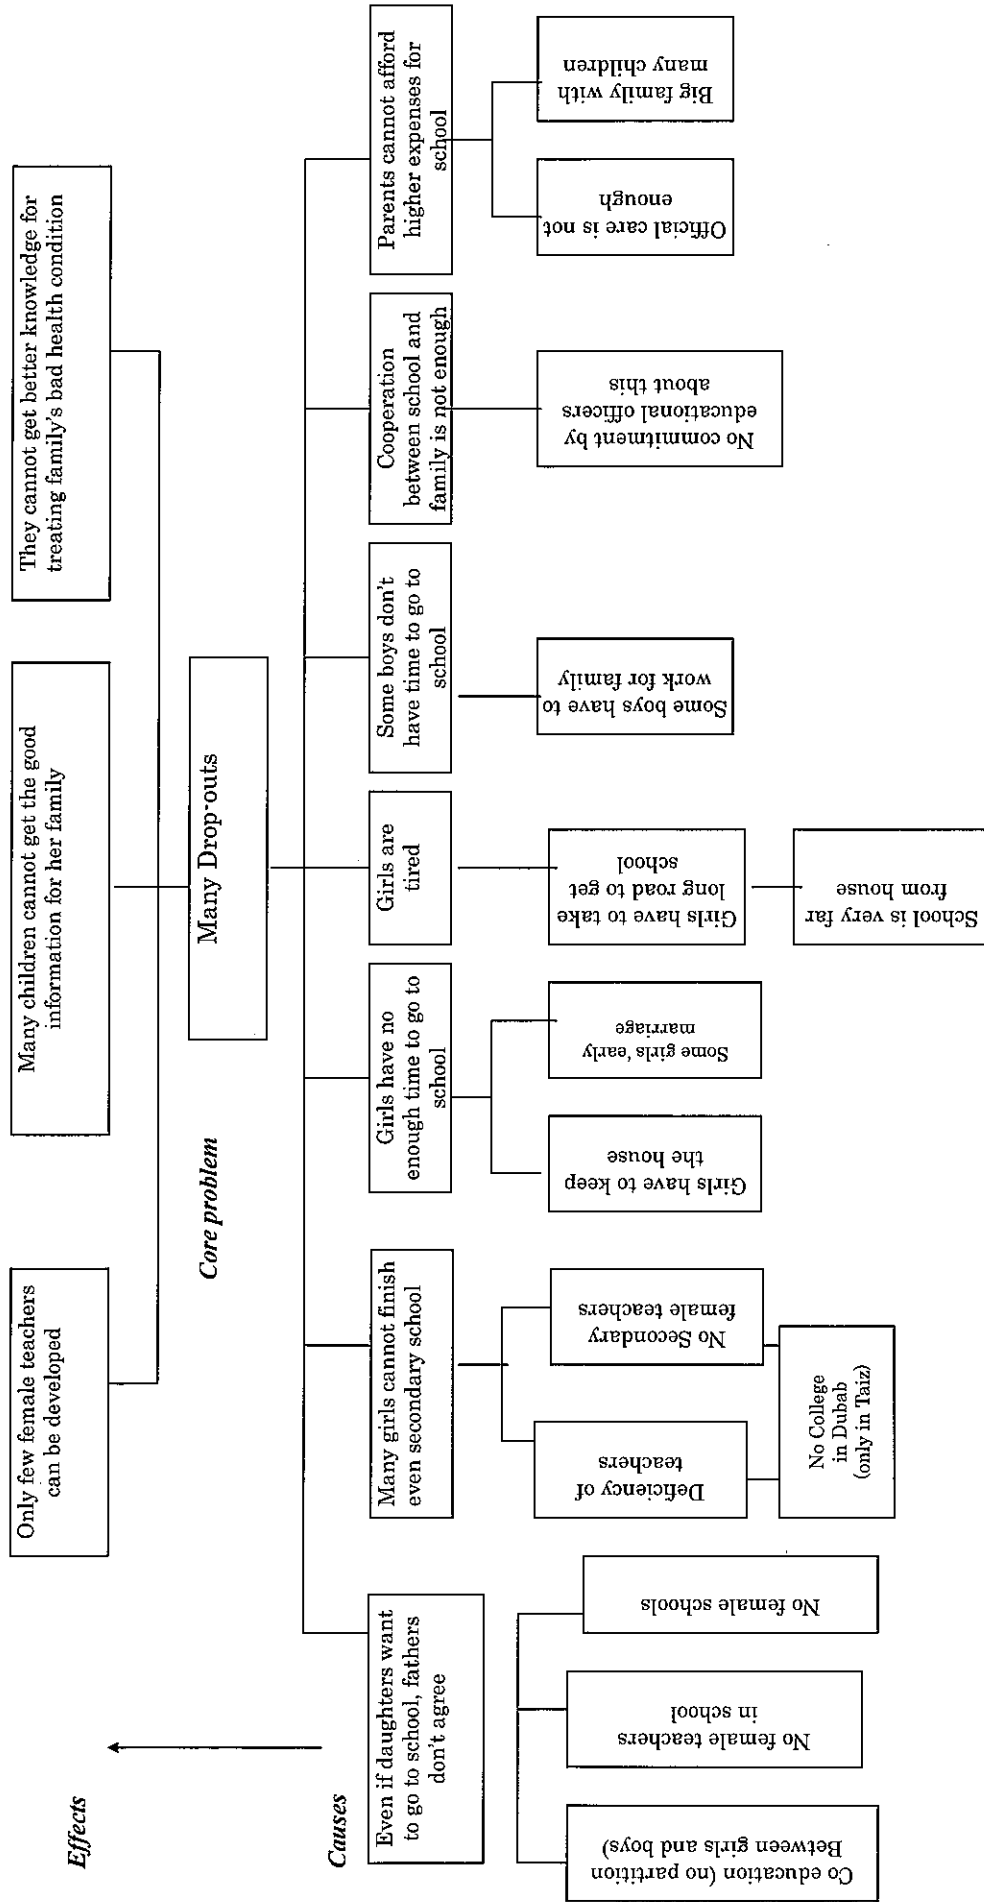 Effects
Only few female teachers
can be developed
Many children cannot get the good
information for her family
They cannot get better knowledge for
treating family's bad health condition
Core problem
Many Drop-outs
Causes
Even if daughters want
to go to school, fathers
don't agree
Many girls cannot finish
even secondary school
Girls have no
enough time to go to
school
Girls are
tired
Some boys don't
have time to go to
school
Cooperation
between school and
family is not enough
Parents cannot afford
higher expenses for
school
Co education (no partition
Between girls and boys)
No female teachers
in school
No female schools
Deficiency of
teachers
No Secondary
female teachers
No College
in Dubab
(only in Taiz)
Girls have to keep
the house
Some girls 'early
marriage
Girls have to take
long road to get
school
School is very far
from house
Some boys have to
work for family
No commitment by
educational officers
about this
Official care is not
enough
Big family with
many children